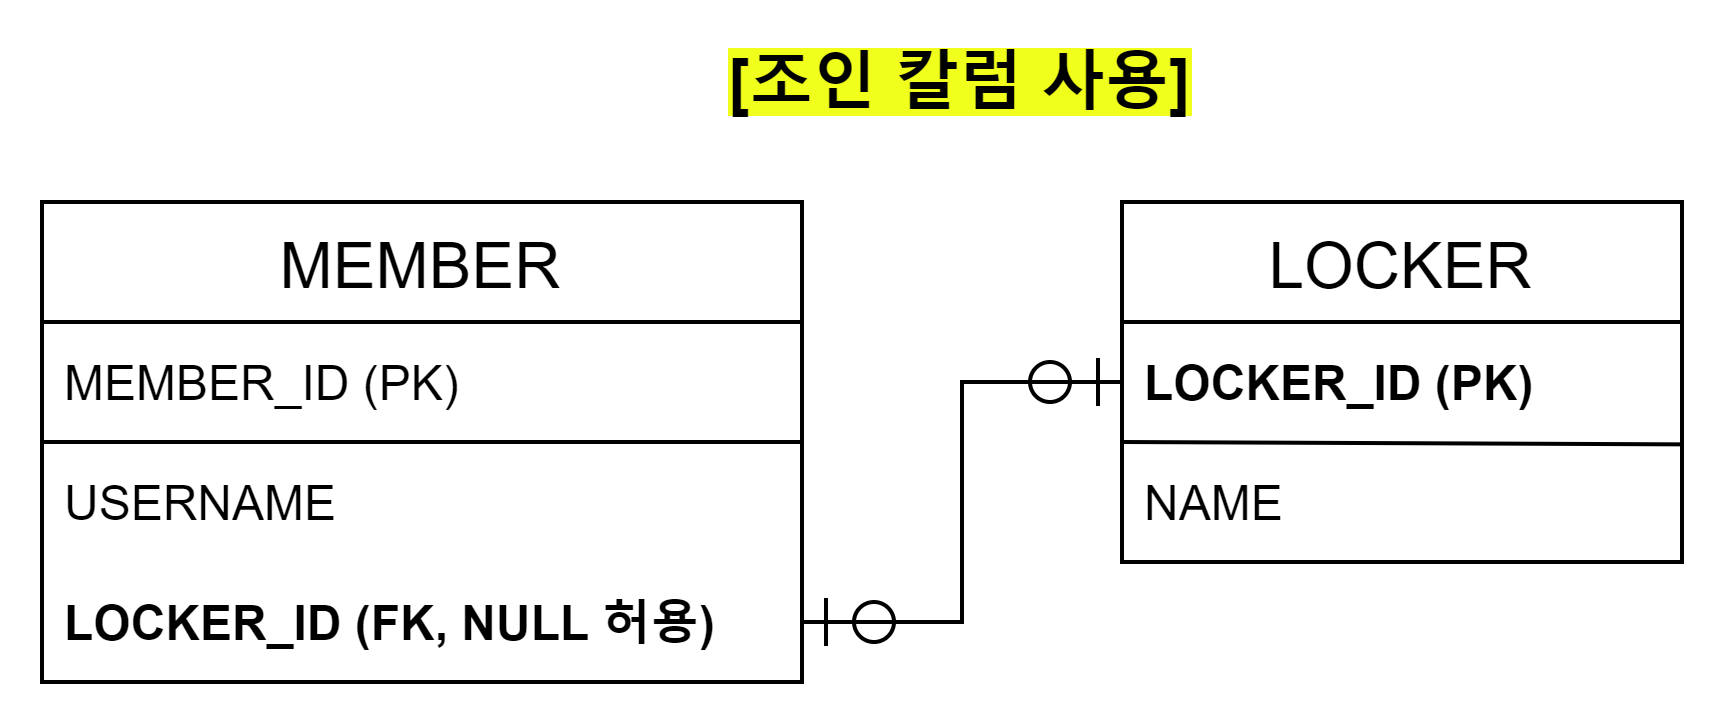 [조인 칼럼 사용]
MEMBER
MEMBER_ID (PK)
USERNAME
LOCKER_ID (FK, NULL 허용)
LOCKER
LOCKER_ID (PK)
NAME